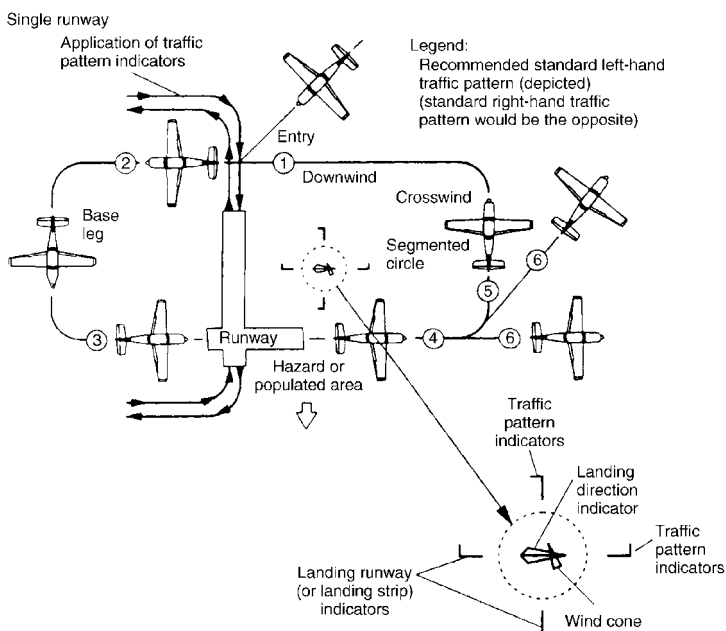 Single runway
Application of traffic
pattern indicators
Legend:
Recommended standard left-hand
traffic pattern (depicted)
(standard right-hand traffic
pattern would be the opposite)
Entry
2
1
Downwind
Crosswind
Base
leg
Segmented
circle
6
5
3
Runway
4
6
Hazard or
populated area
Traffic
pattern
indicators
Landing
direction
indicator
Traffic
pattern
indicators
Landing runway
(or landing strip)
indicators
Wind cone